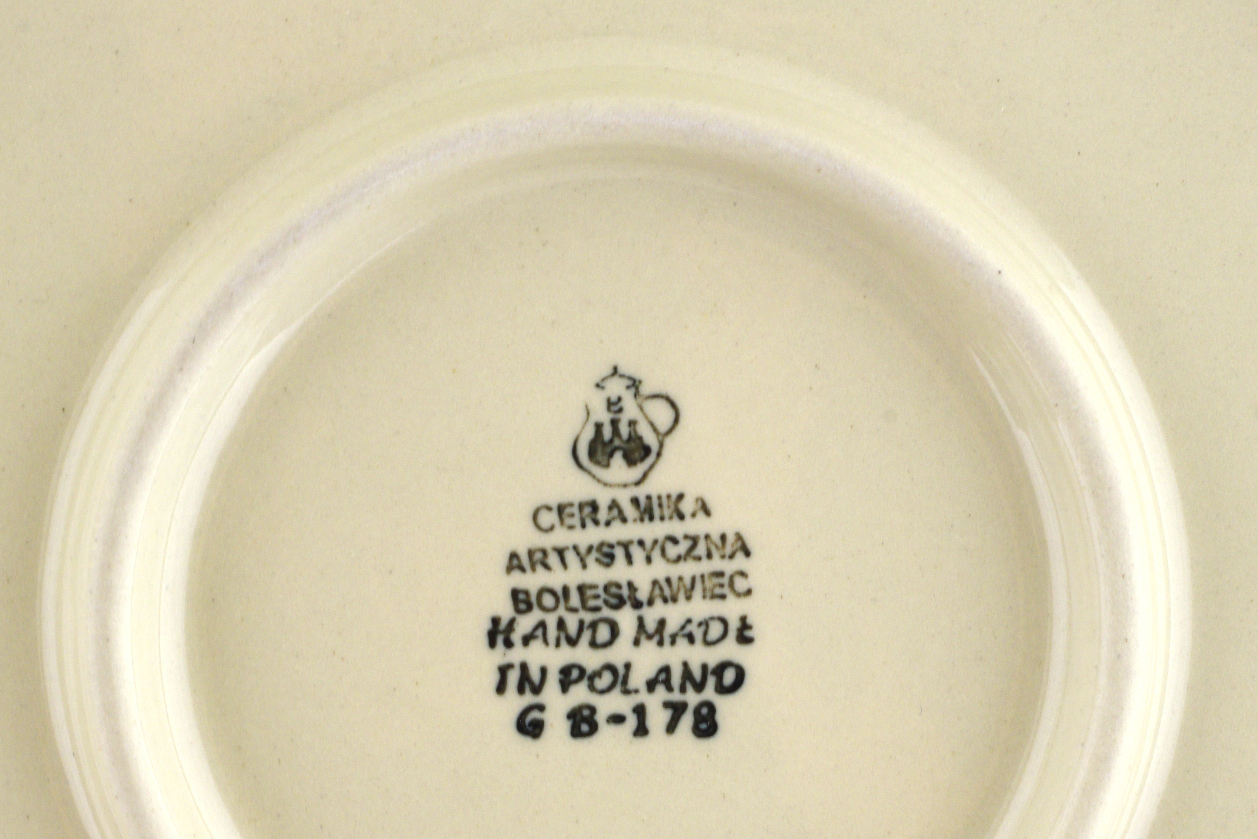 B
CERAMIKA
ARTYSTYCZNA
BOLESŁAWIEC
HAND MADE
IN POLAND
G B-178